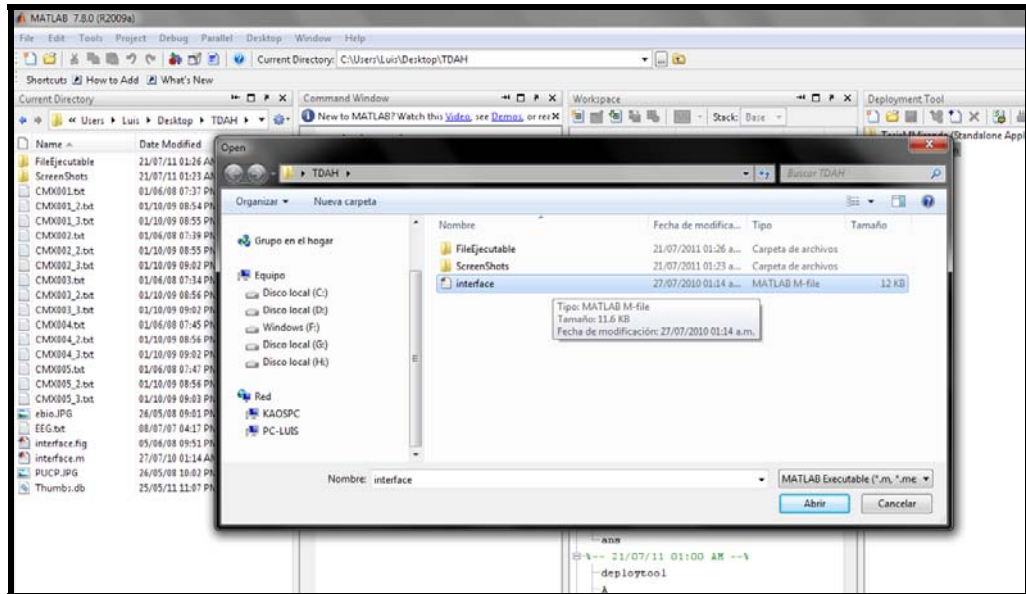 MATLAB 7.8.0 (R2009a)
File Edit Tools Project Debug Parallel Desktop Window Help
Current Directory: C:\Users\Luis\Desktop\TDAH
Shortcuts How to Add What's New
Current Directory
Command Window
Workspace
Deployment Tool
« Users Luis Desktop TDAH
New to MATLAB? Watch this Video, see Demos, or rea
Stack: Base
(Standalone Appl
Name Date Modified
FileEjecutable 21/07/11 01:26 AM
ScreenShots 21/07/11 01:23 AM
CMX001.txt 01/06/08 07:37 PM
CMX001_2.txt 01/10/09 08:54 PM
CMX001_3.txt 01/10/09 08:55 PM
CMX002.txt 01/06/08 07:39 PM
CMX002_2.txt 01/10/09 08:55 PM
CMX002_3.txt 01/10/09 09:02 PM
CMX003.txt 01/06/08 07:34 PM
CMX003_2.txt 01/10/09 08:56 PM
CMX003_3.txt 01/10/09 09:02 PM
CMX004.txt 01/06/08 07:45 PM
CMX004_2.txt 01/10/09 08:56 PM
CMX004_3.txt 01/10/09 09:02 PM
CMX005.txt 01/06/08 07:47 PM
CMX005_2.txt 01/10/09 08:56 PM
CMX005_3.txt 01/10/09 09:03 PM
ebio.JPG 26/05/08 09:01 PM
EEG.txt 08/07/07 04:17 PM
interface.fig 05/06/08 09:51 PM
interface.m 27/07/10 01:14 AM
PUCP.JPG 26/05/08 10:02 PM
Thumbs.db 25/05/11 11:07 PM
Open
TDAH
Buscar TDAH
Organizar Nueva carpeta
Grupo en el hogar
Equipo
Disco local (C:)
Disco local (D:)
Windows (F:)
Disco local (G:)
Disco local (H:)
Red
KAOSPC
PC-LUIS
Nombre Fecha de modifica... Tipo Tamaño
FileEjecutable 21/07/2011 01:26 a... Carpeta de archivos
ScreenShots 21/07/2011 01:23 a... Carpeta de archivos
interface 27/07/2010 01:14 a... MATLAB M-file 12 KB
Tipo: MATLAB M-file
Tamaño: 11.6 KB
Fecha de modificación: 27/07/2010 01:14 a.m.
Nombre: interface
MATLAB Executable (*.m, *.me
Abrir Cancelar
ans
%-- 21/07/11 01:00 AM --%
deploytool
A